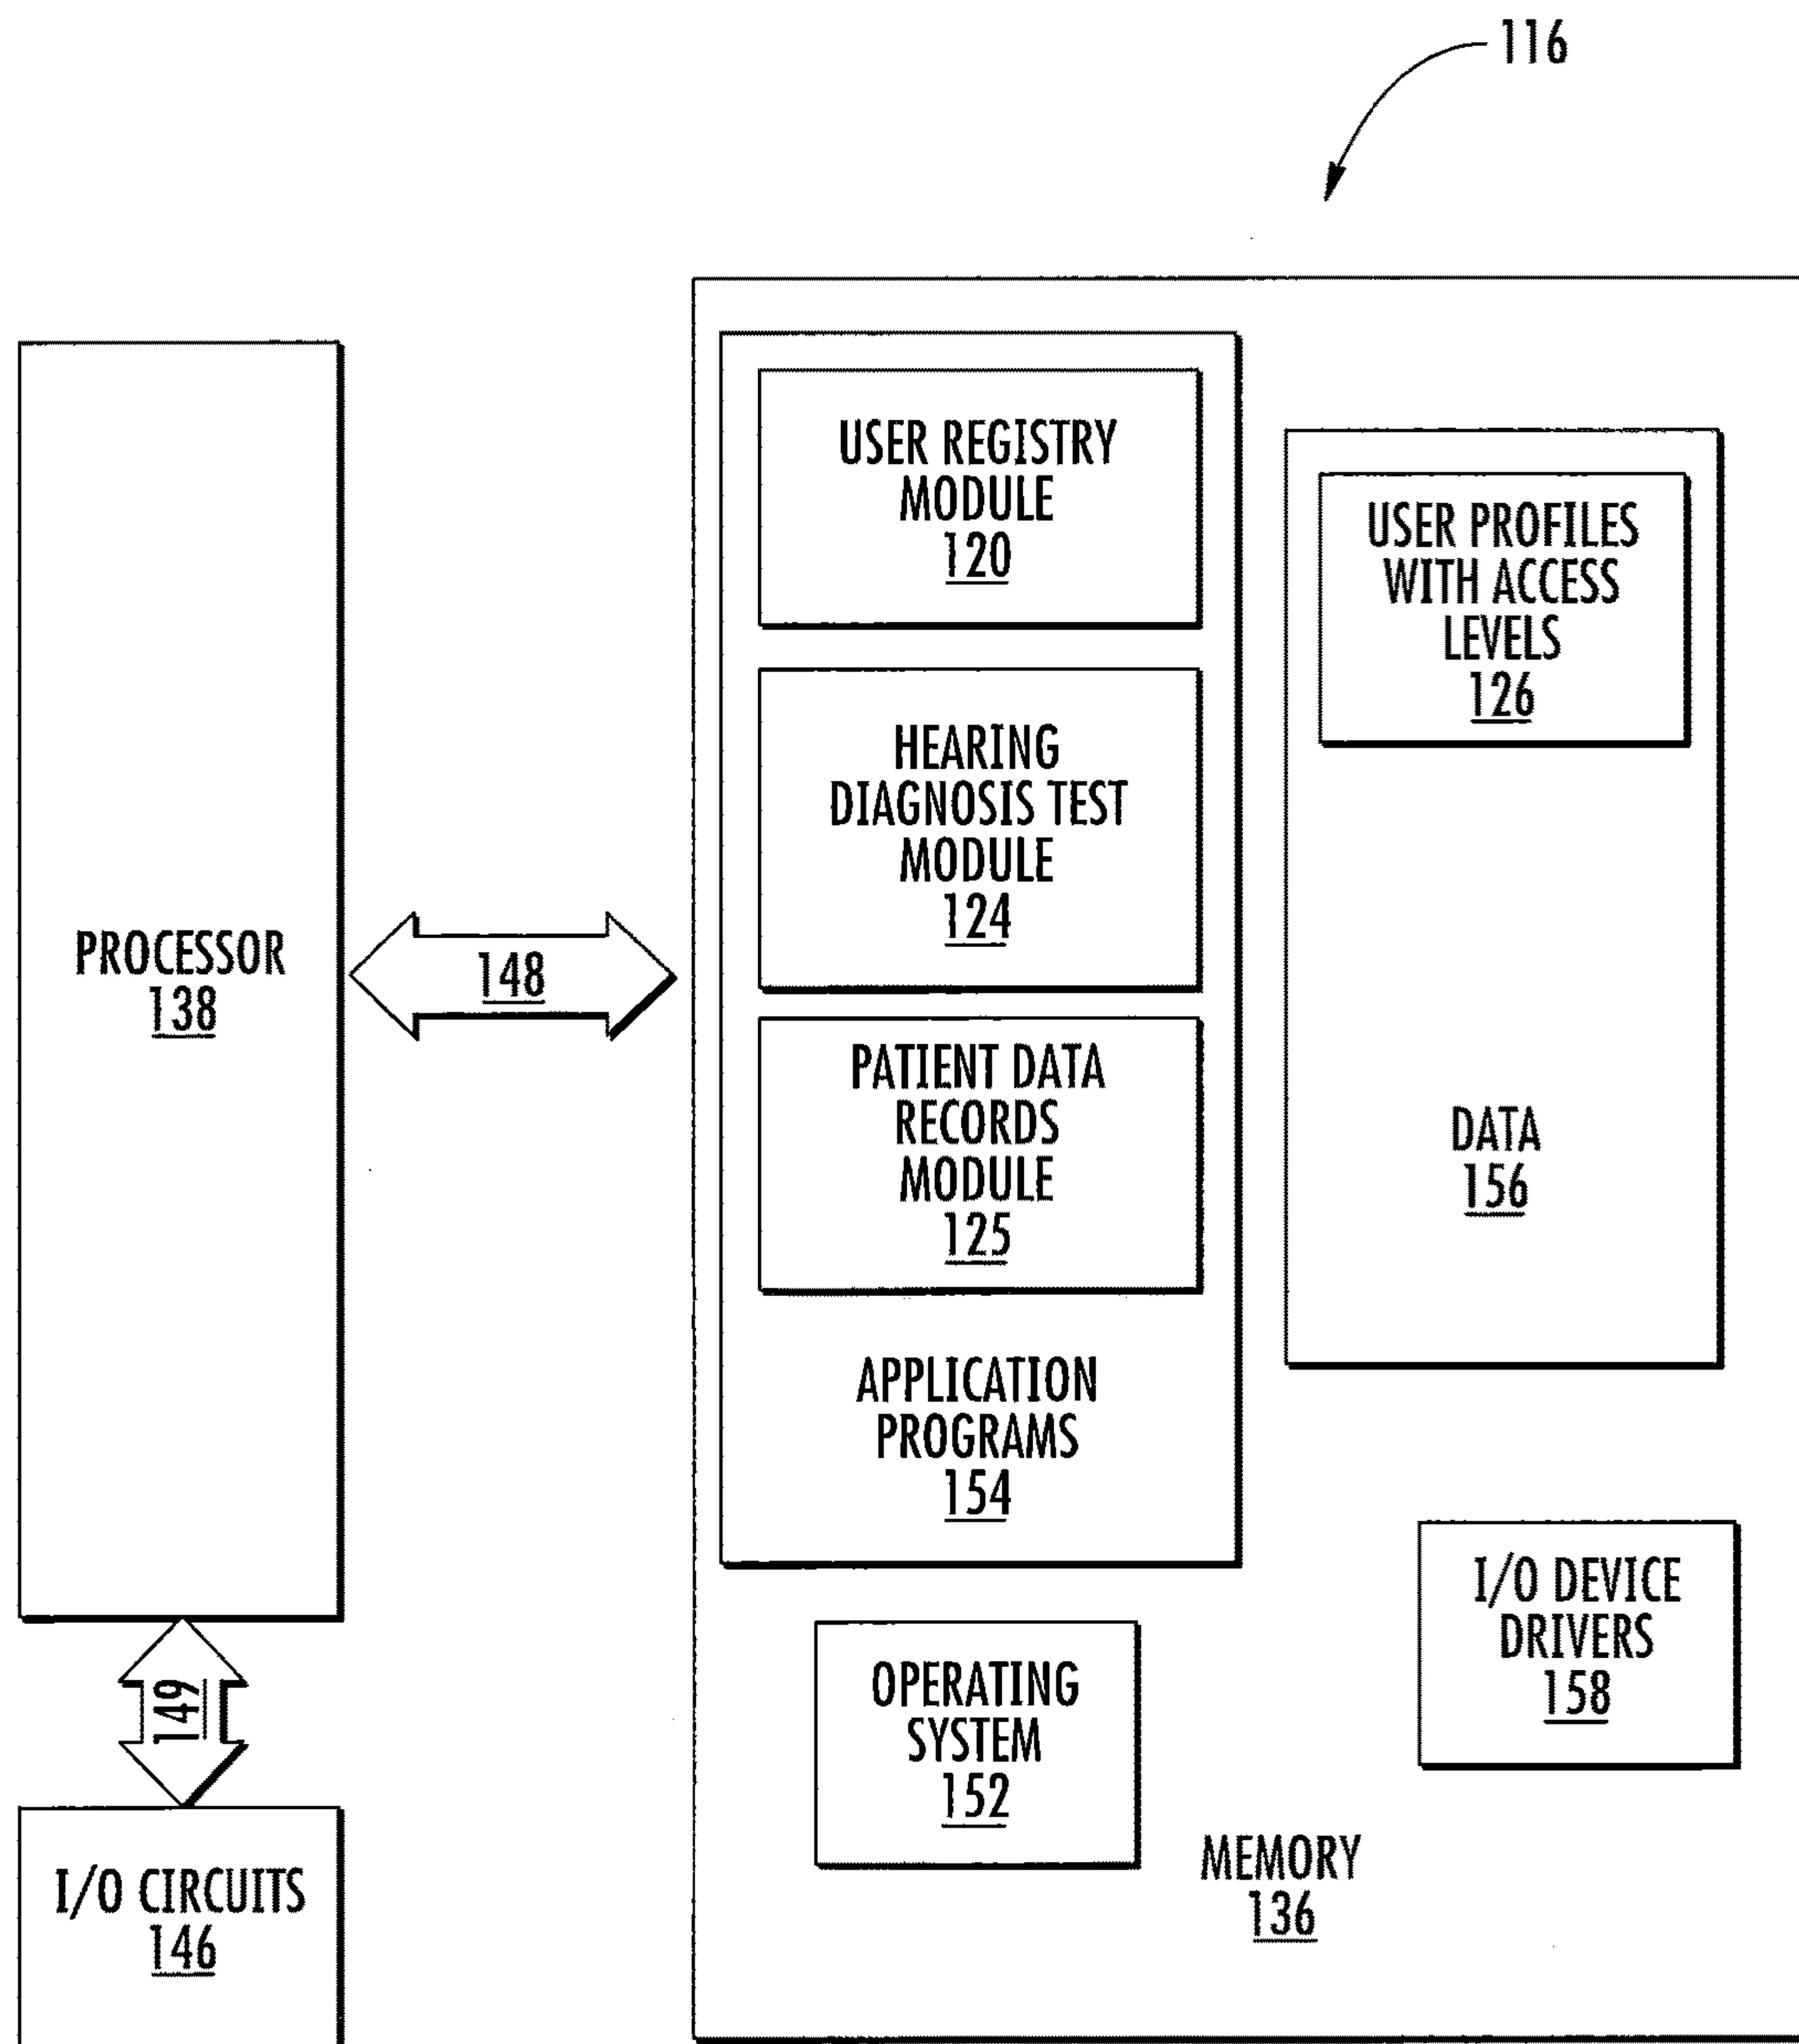 116
USER REGISTRY
MODULE
120
USER PROFILES
WITH ACCESS
LEVELS
126
HEARING
DIAGNOSIS TEST
MODULE
124
PROCESSOR
138
148
PATIENT DATA
RECORDS
MODULE
125
DATA
156
APPLICATION
PROGRAMS
154
I/O DEVICE
DRIVERS
158
149
OPERATING
SYSTEM
152
MEMORY
136
I/O CIRCUITS
146